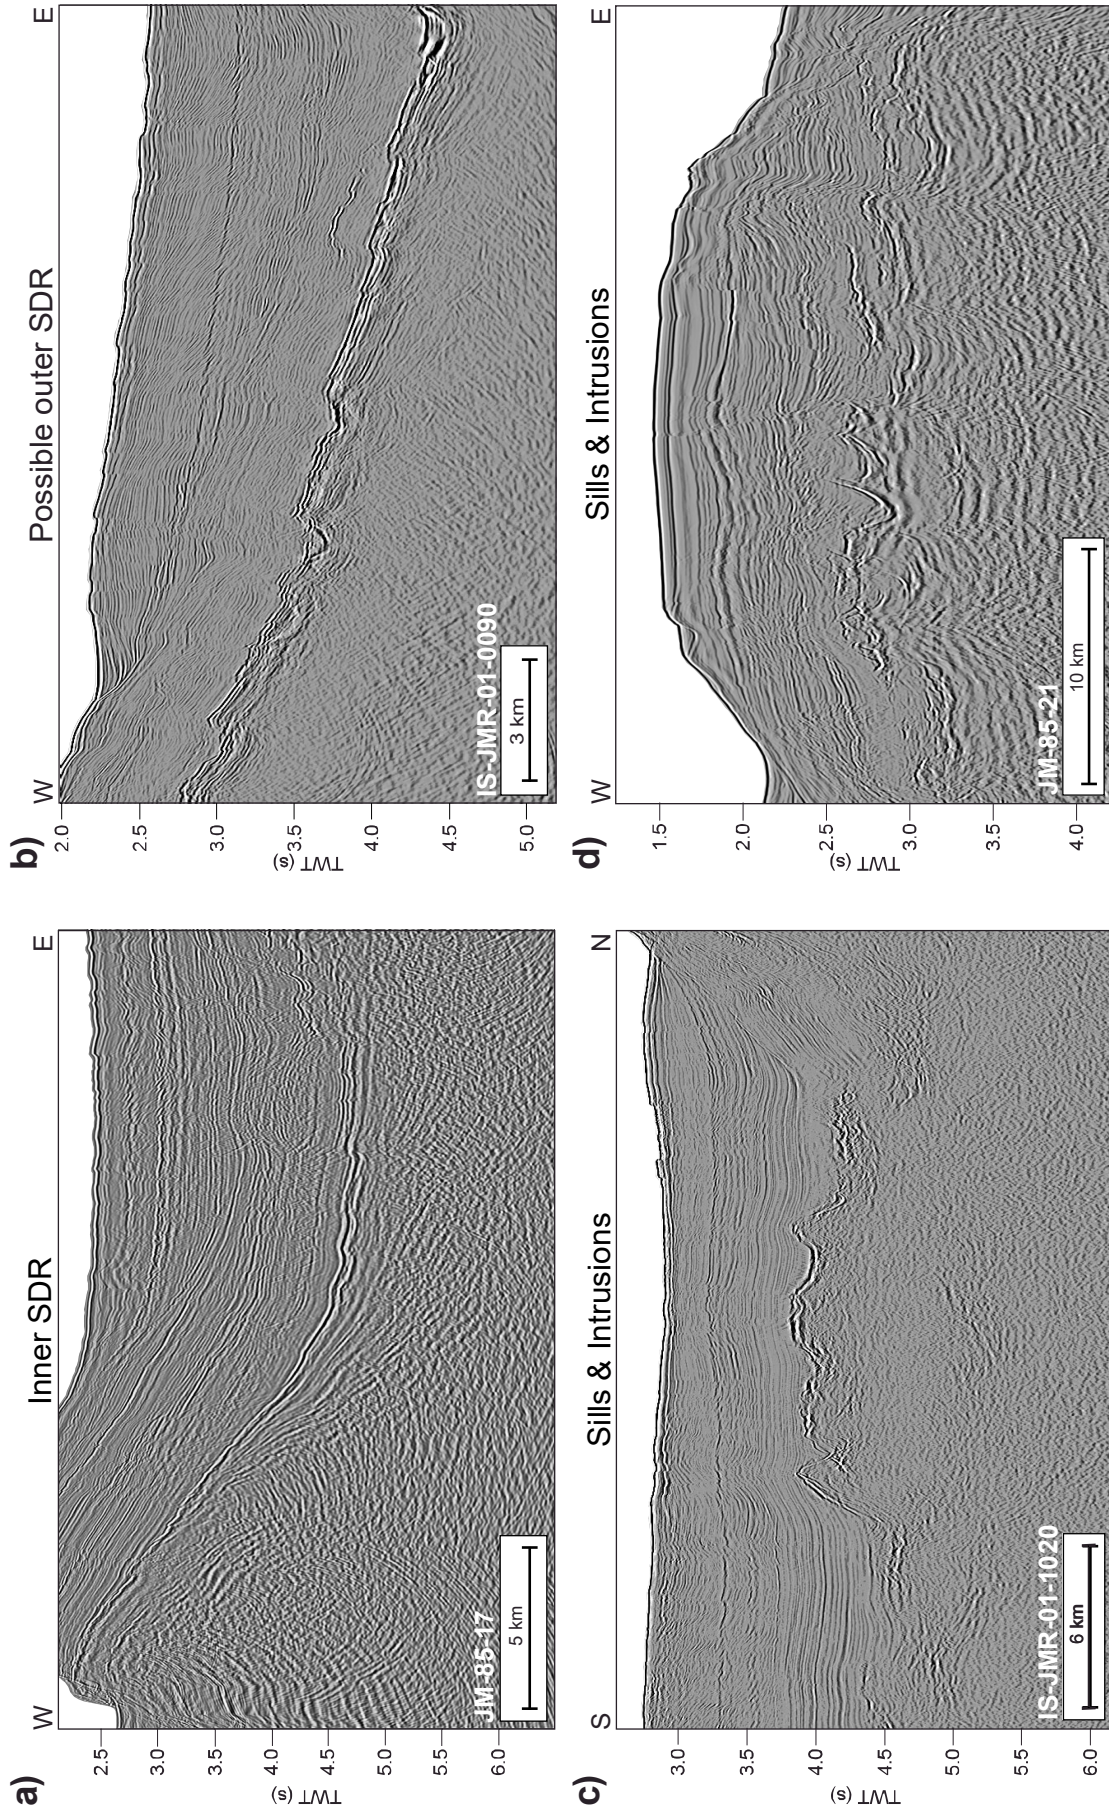 a)
Inner SDR
W
E
2.5
3.0
3.5
4.0
4.5
5.0
5.5
6.0
TWT (s)
JM-85-17
5 km
b)
Possible outer SDR
W
E
2.0
2.5
3.0
3.5
4.0
4.5
5.0
TWT (s)
IS-JMR-01-0090
3 km
c)
Sills & Intrusions
S
N
3.0
3.5
4.0
4.5
5.0
5.5
6.0
TWT (s)
IS-JMR-01-1020
6 km
d)
Sills & Intrusions
W
E
1.5
2.0
2.5
3.0
3.5
4.0
TWT (s)
JM-85-21
10 km